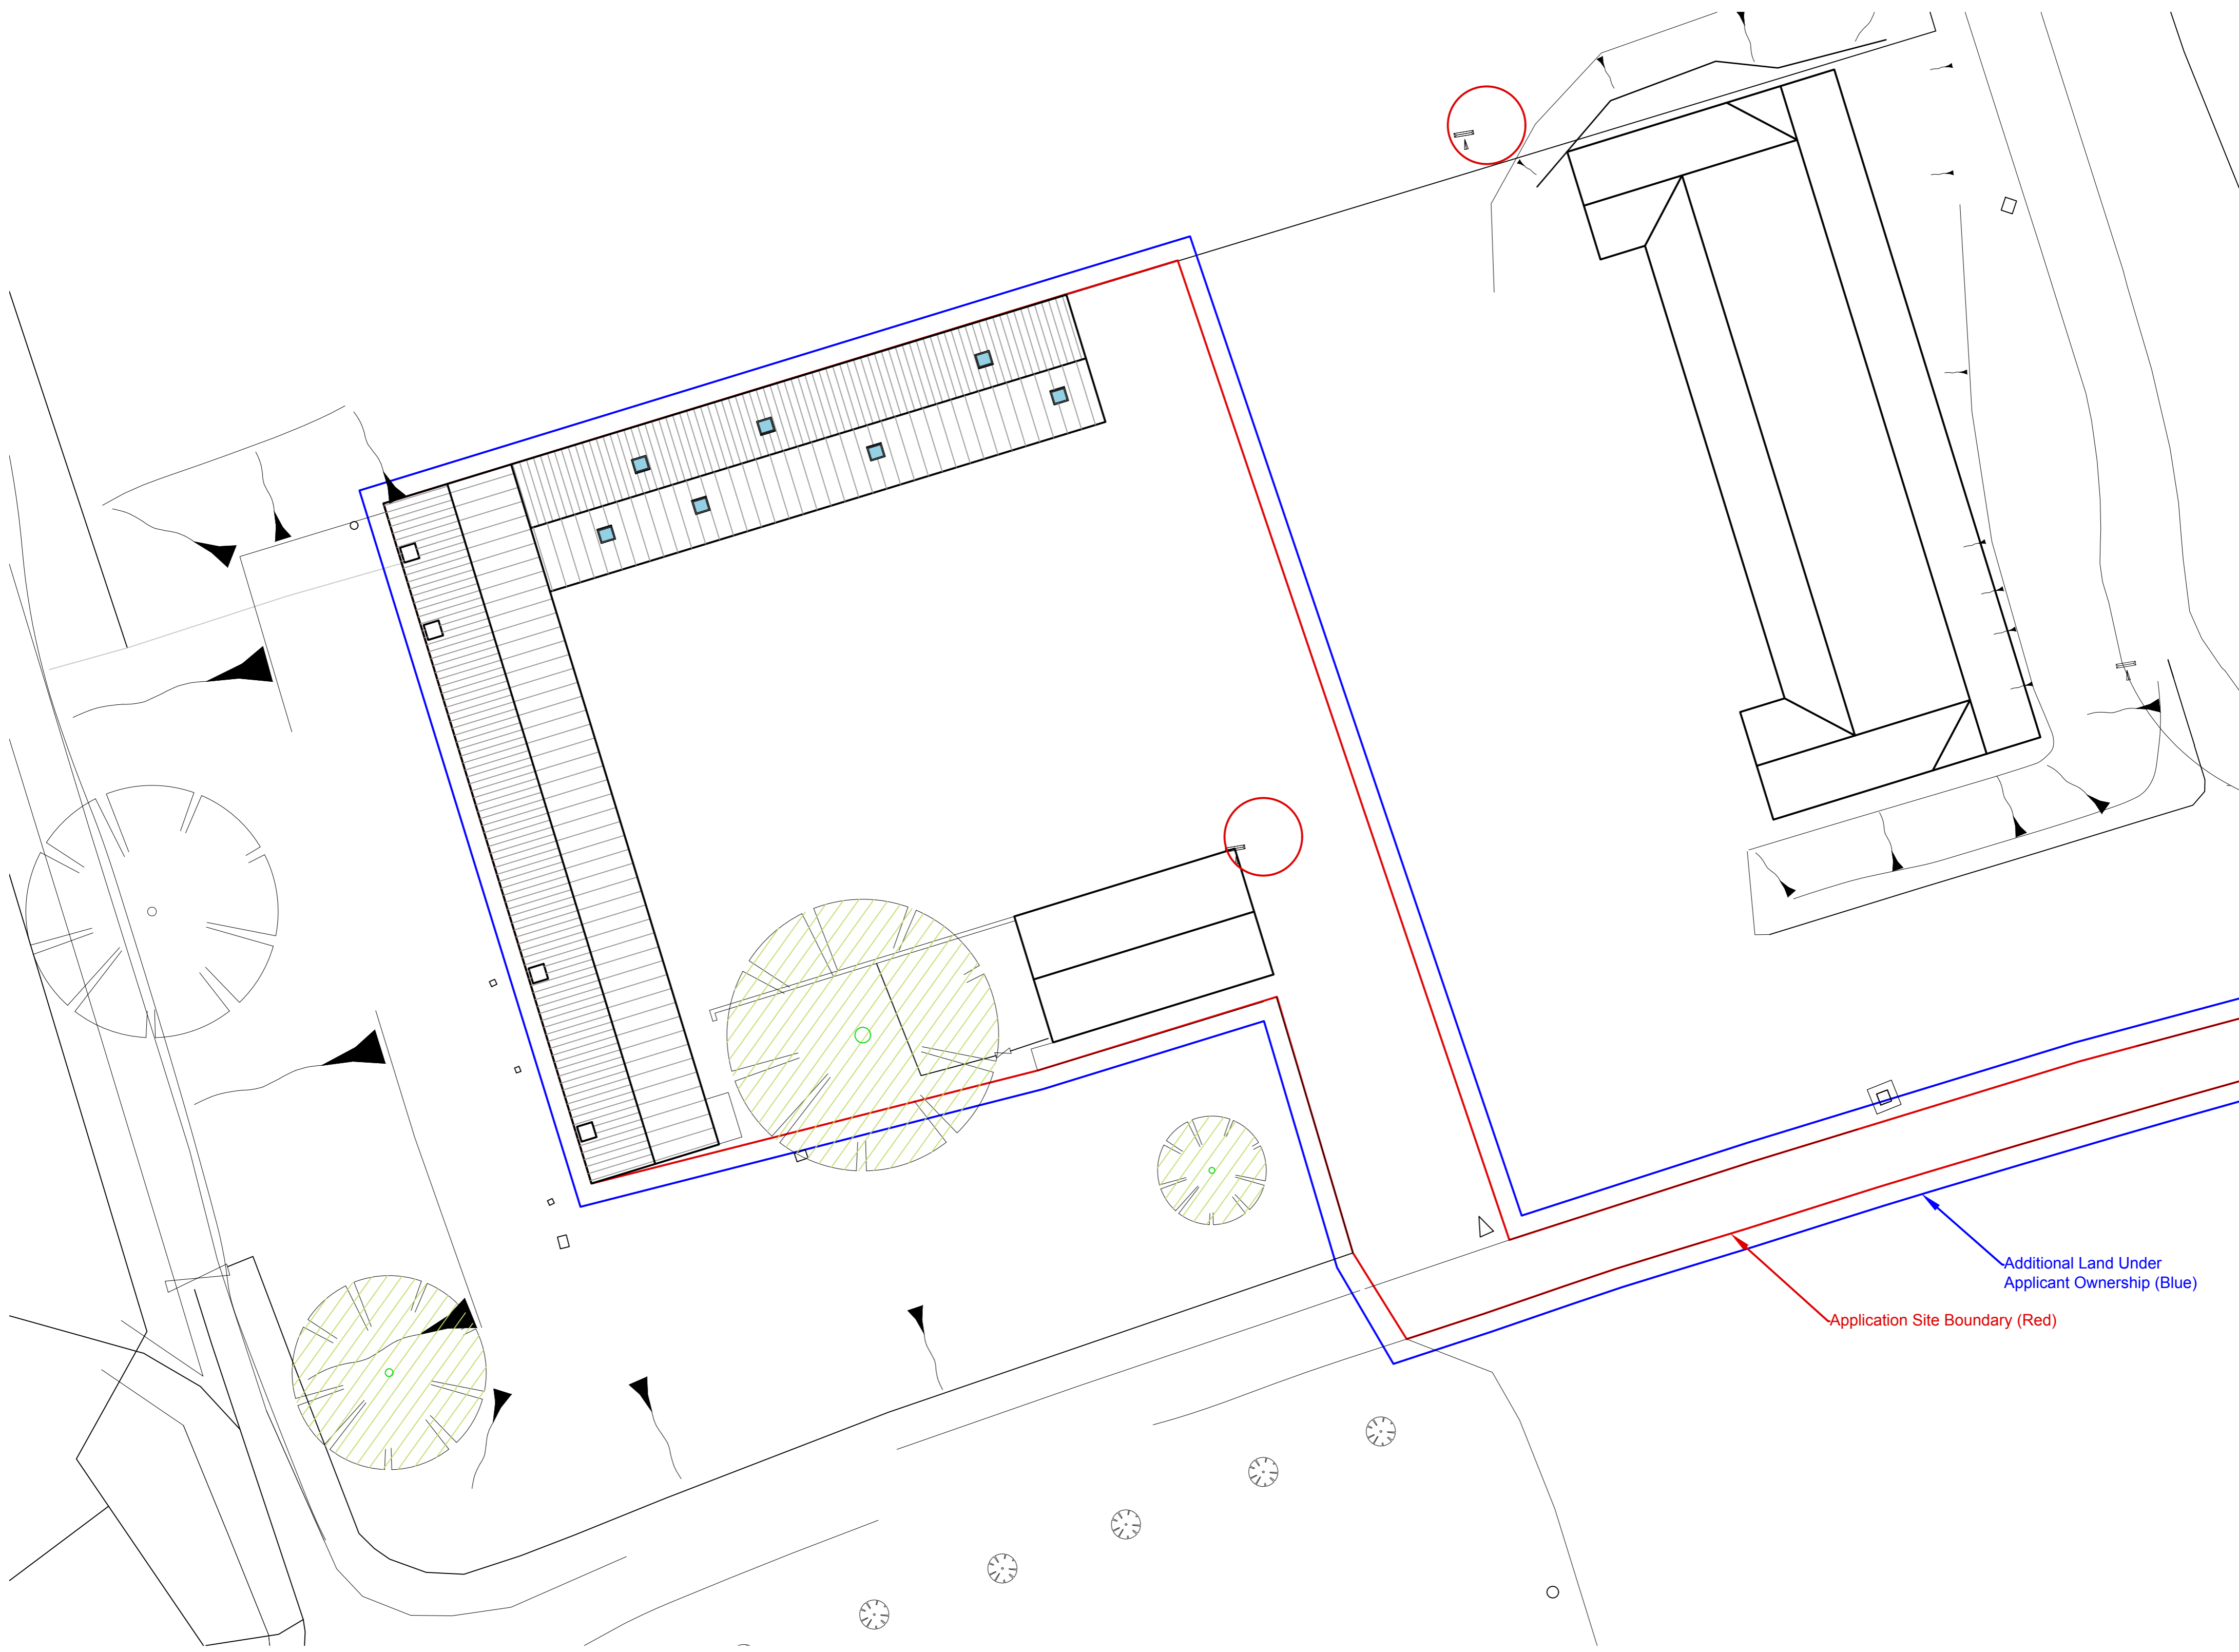 Additional Land Under
Applicant Ownership (Blue)
Application Site Boundary (Red)